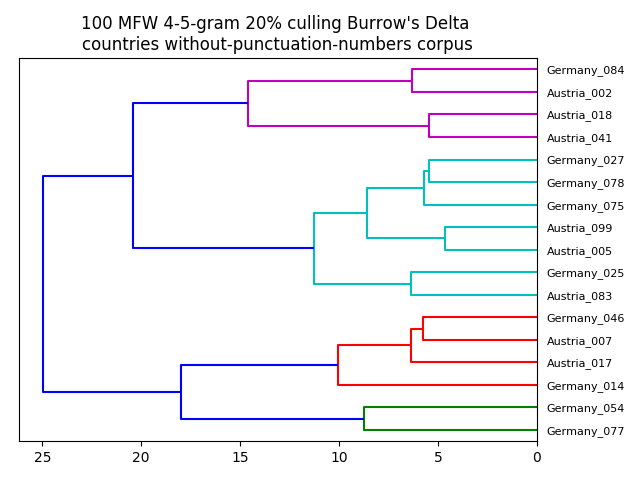 100 MFW 4-5-gram 20% culling Burrow's Delta
countries without-punctuation-numbers corpus
Germany_084
Austria_002
Austria_018
Austria_041
Germany_027
Germany_078
Germany_075
Austria_099
Austria_005
Germany_025
Austria_083
Germany_046
Austria_007
Austria_017
Germany_014
Germany_054
Germany_077
25 20 15 10 5 0